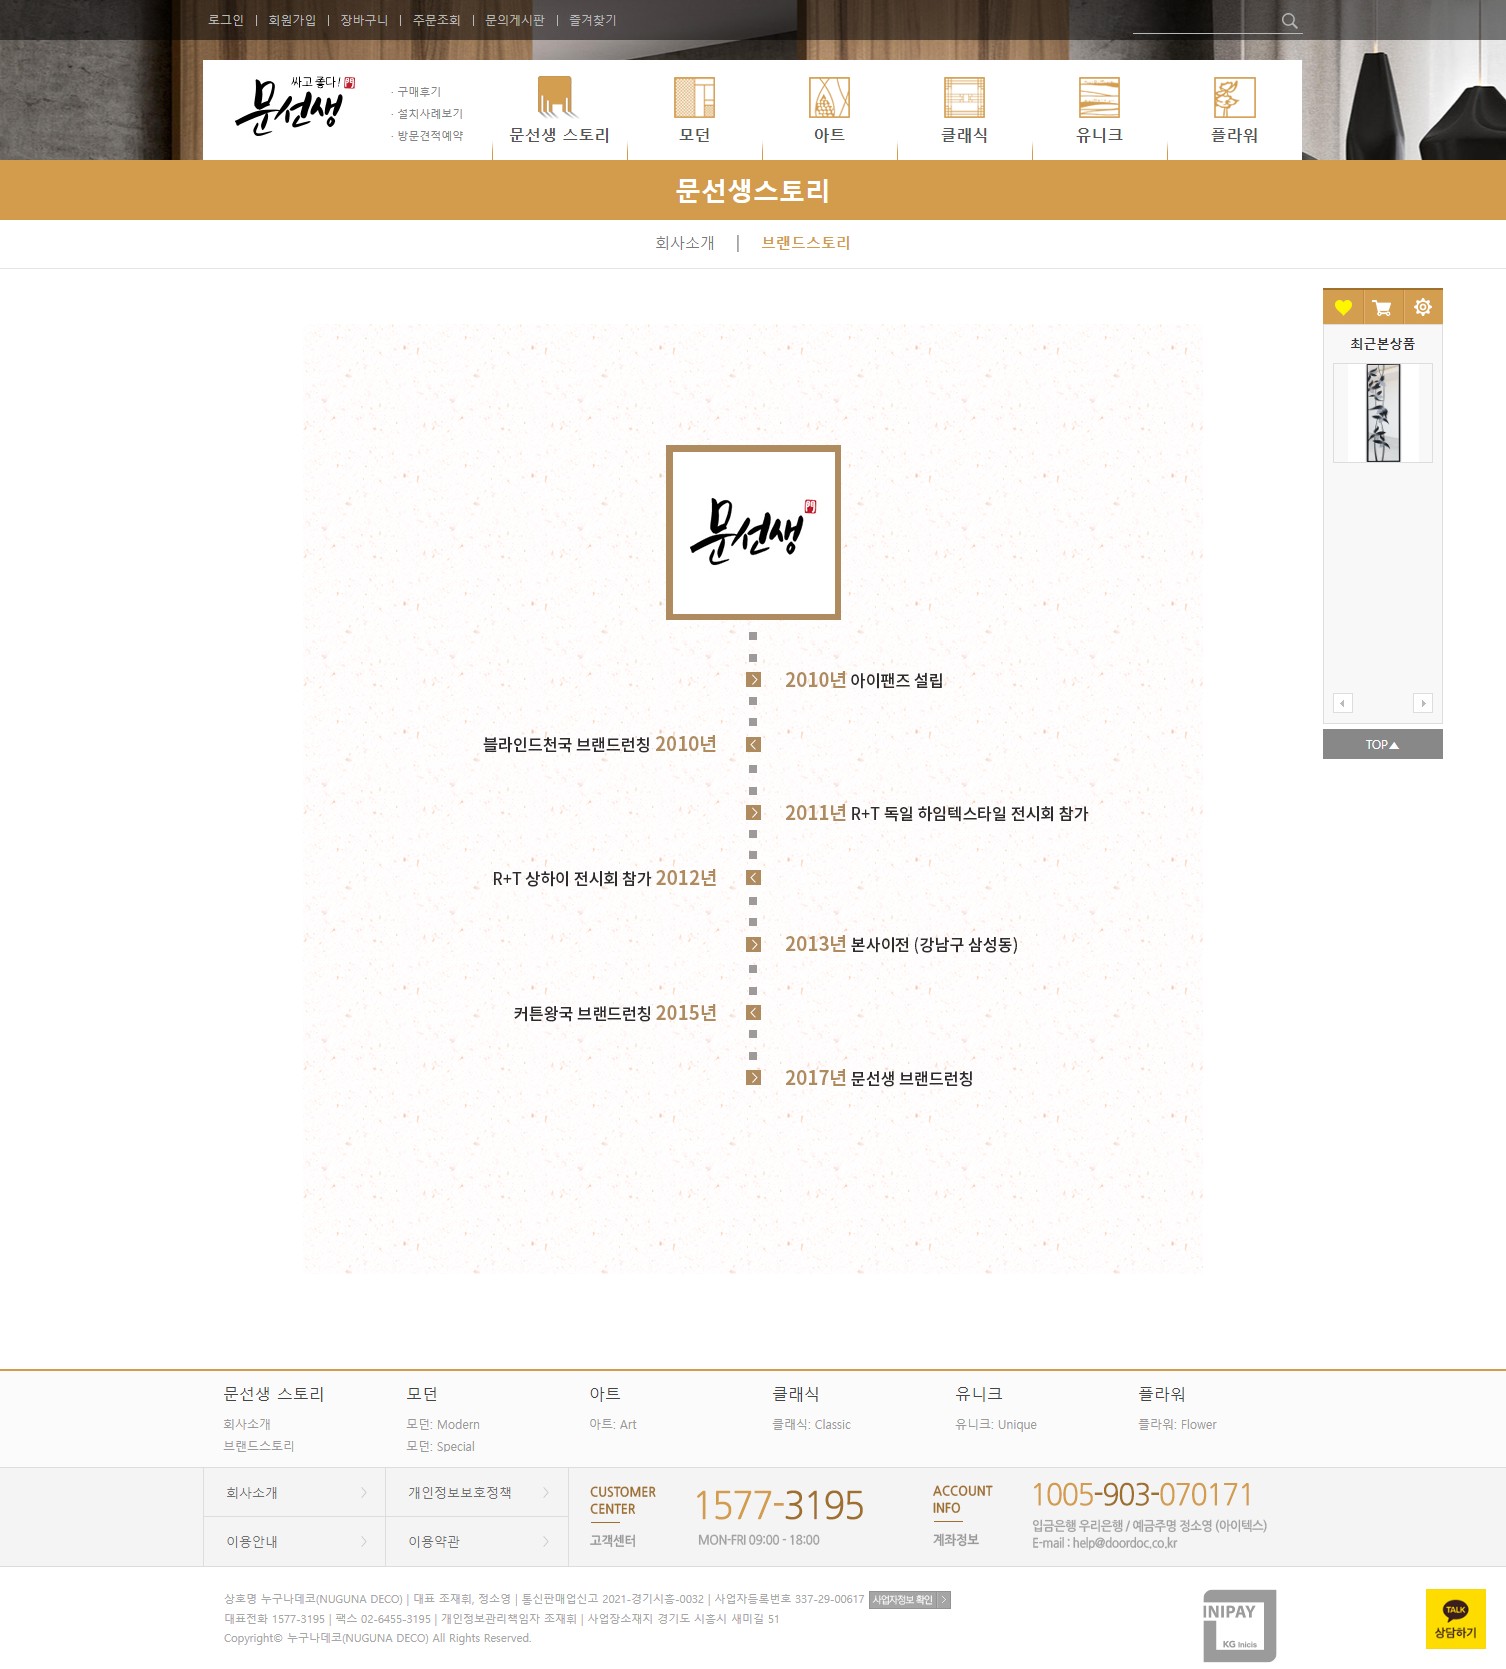 로그인 | 회원가입 | 장바구니 | 주문조회 | 문의게시판 | 즐겨찾기
싸고 좋다!
문선생
· 구매후기
· 설치사례보기
· 방문견적예약
문선생 스토리
모던
아트
클래식
유니크
플라워
문선생스토리
회사소개 | 브랜드스토리
최근본상품
TOP▲
문선생
2010년 아이팬즈 설립
블라인드천국 브랜드런칭 2010년
2011년 R+T 독일 하임텍스타일 전시회 참가
R+T 상하이 전시회 참가 2012년
2013년 본사이전 (강남구 삼성동)
커튼왕국 브랜드런칭 2015년
2017년 문선생 브랜드런칭
문선생 스토리
회사소개
브랜드스토리
모던
모던: Modern
모던: Special
아트
아트: Art
클래식
클래식: Classic
유니크
유니크: Unique
플라워
플라워: Flower
회사소개
개인정보보호정책
이용안내
이용약관
CUSTOMER
CENTER
고객센터
1577-3195
MON-FRI 09:00 - 18:00
ACCOUNT
INFO
계좌정보
1005-903-070171
입금은행 우리은행 / 예금주명 정소영 (아이텍스)
E-mail : help@doordoc.co.kr
상호명 누구나데코(NUGUNA DECO) | 대표 조재휘, 정소영 | 통신판매업신고 2021-경기시흥-0032 | 사업자등록번호 337-29-00617 사업자정보 확인
대표전화 1577-3195 | 팩스 02-6455-3195 | 개인정보관리책임자 조재휘 | 사업장소재지 경기도 시흥시 새미길 51
Copyright© 누구나데코(NUGUNA DECO) All Rights Reserved.
INIPAY
KG Inicis
TALK
상담하기